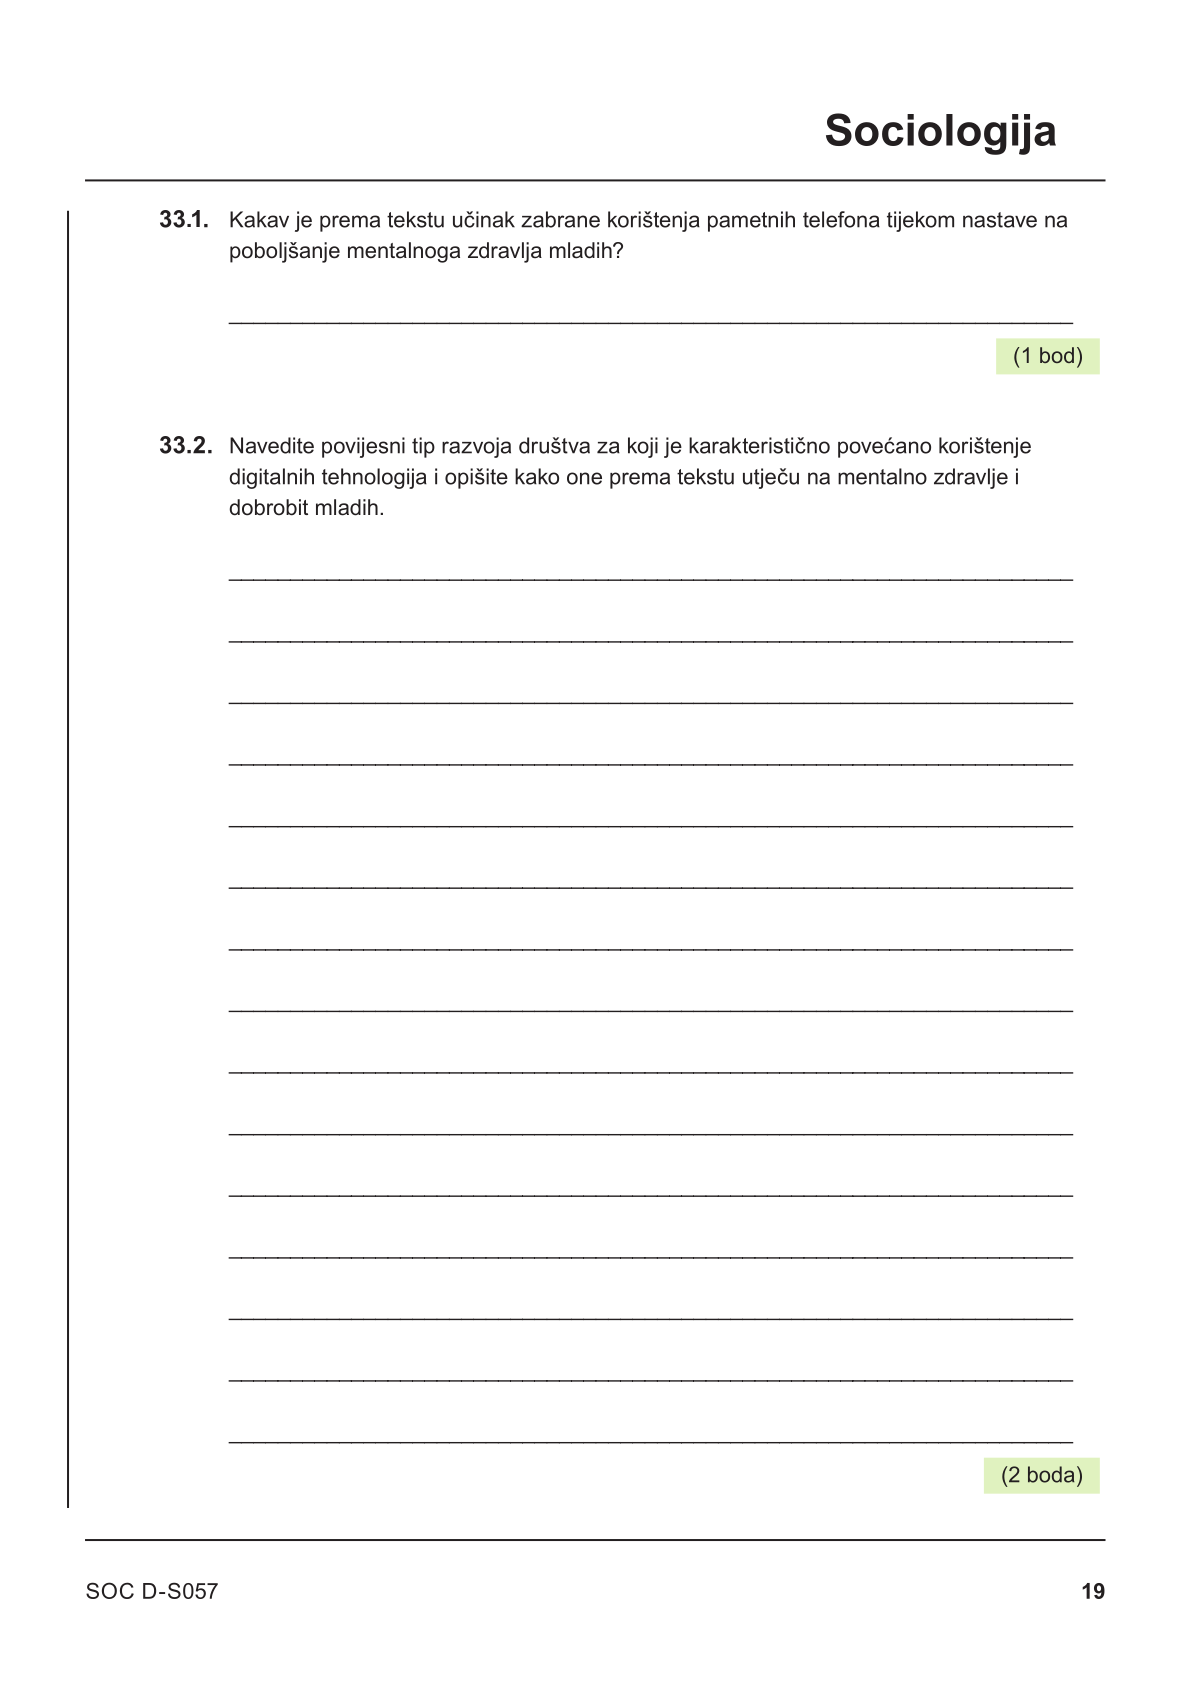 Sociologija
33.1. Kakav je prema tekstu učinak zabrane korištenja pametnih telefona tijekom nastave na
poboljšanje mentalnoga zdravlja mladih?
(1 bod)
33.2. Navedite povijesni tip razvoja društva za koji je karakteristično povećano korištenje
digitalnih tehnologija i opišite kako one prema tekstu utječu na mentalno zdravlje i
dobrobit mladih.
(2 boda)
SOC D-S057
19